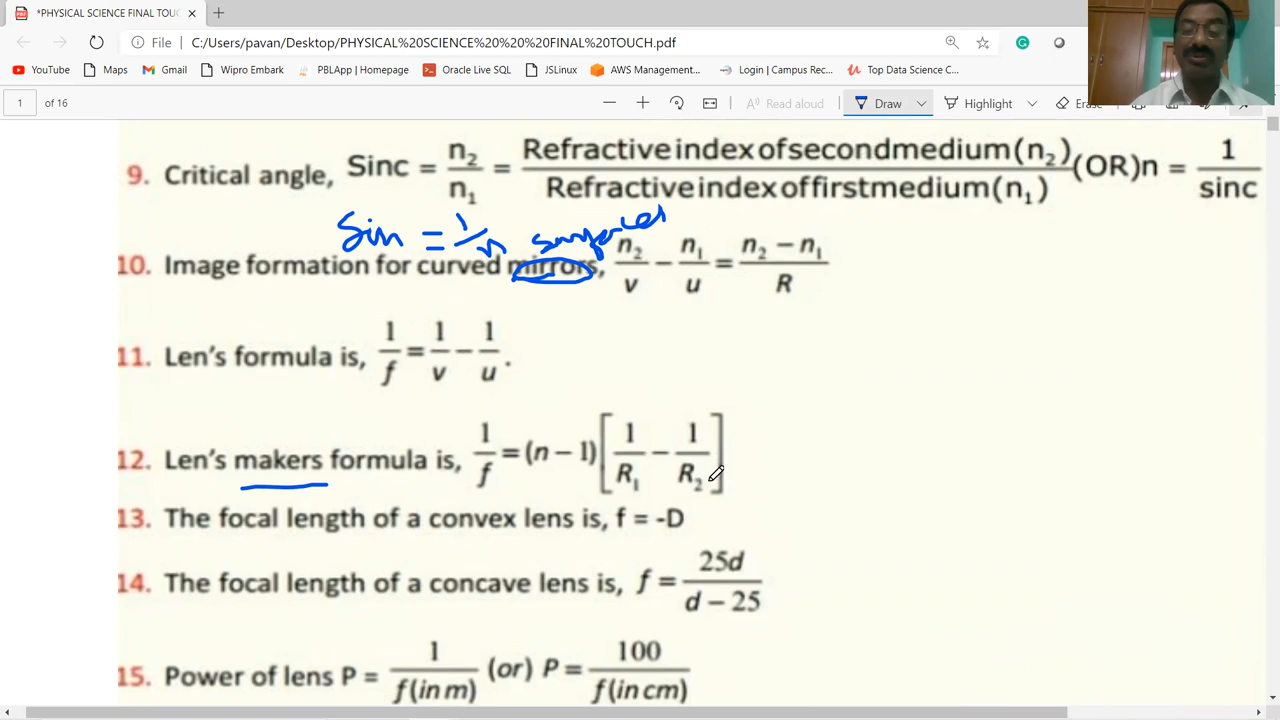 *PHYSICAL SCIENCE FINAL TOUC
File C:/Users/pavan/Desktop/PHYSICAL%20SCIENCE%20%20%20FINAL%20TOUCH.pdf
YouTube Maps Gmail Wipro Embark PBLApp | Homepage Oracle Live SQL JSLinux AWS Management... Login | Campus Rec... Top Data Science C...
1 of 16 Read aloud Draw Highlight Erase
9. Critical angle, Sinc = n₂/n₁ = Refractive index of second medium (n₂)/Refractive index of first medium (n₁) (OR) n = 1/sinc
Sin = 1/n surfaces
10. Image formation for curved mirrors, n₂/v − n₁/u = (n₂ − n₁)/R
11. Len's formula is, 1/f = 1/v − 1/u.
12. Len's makers formula is, 1/f = (n − 1)[1/R₁ − 1/R₂]
13. The focal length of a convex lens is, f = -D
14. The focal length of a concave lens is, f = 25d/(d − 25)
15. Power of lens P = 1/f(in m) (or) P = 100/f(in cm)